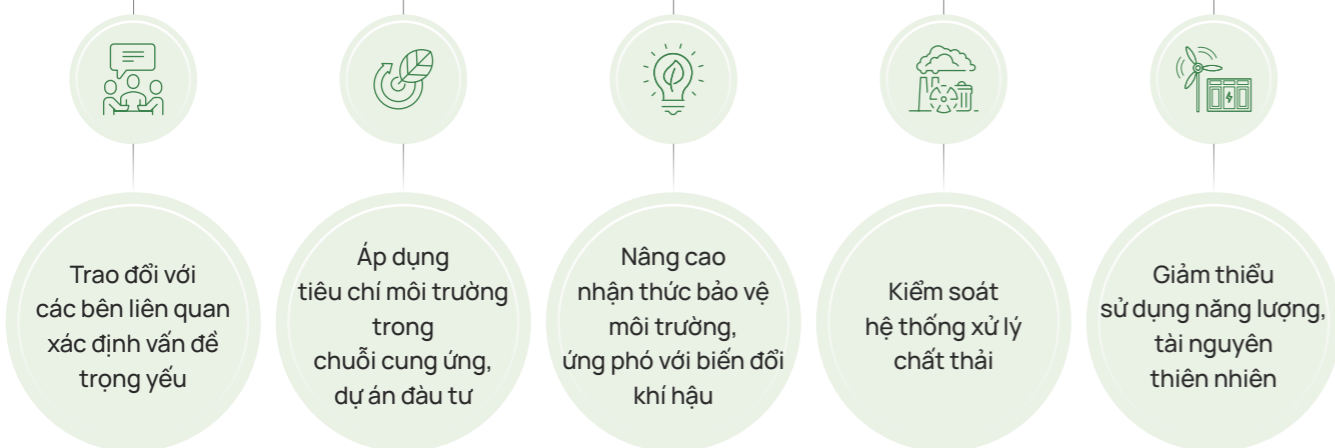 Trao đổi với
các bên liên quan
xác định vấn đề
trọng yếu
Áp dụng
tiêu chí môi trường
trong
chuỗi cung ứng,
dự án đầu tư
Nâng cao
nhận thức bảo vệ
môi trường,
ứng phó với biến đổi
khí hậu
Kiểm soát
hệ thống xử lý
chất thải
Giảm thiểu
sử dụng năng lượng,
tài nguyên
thiên nhiên